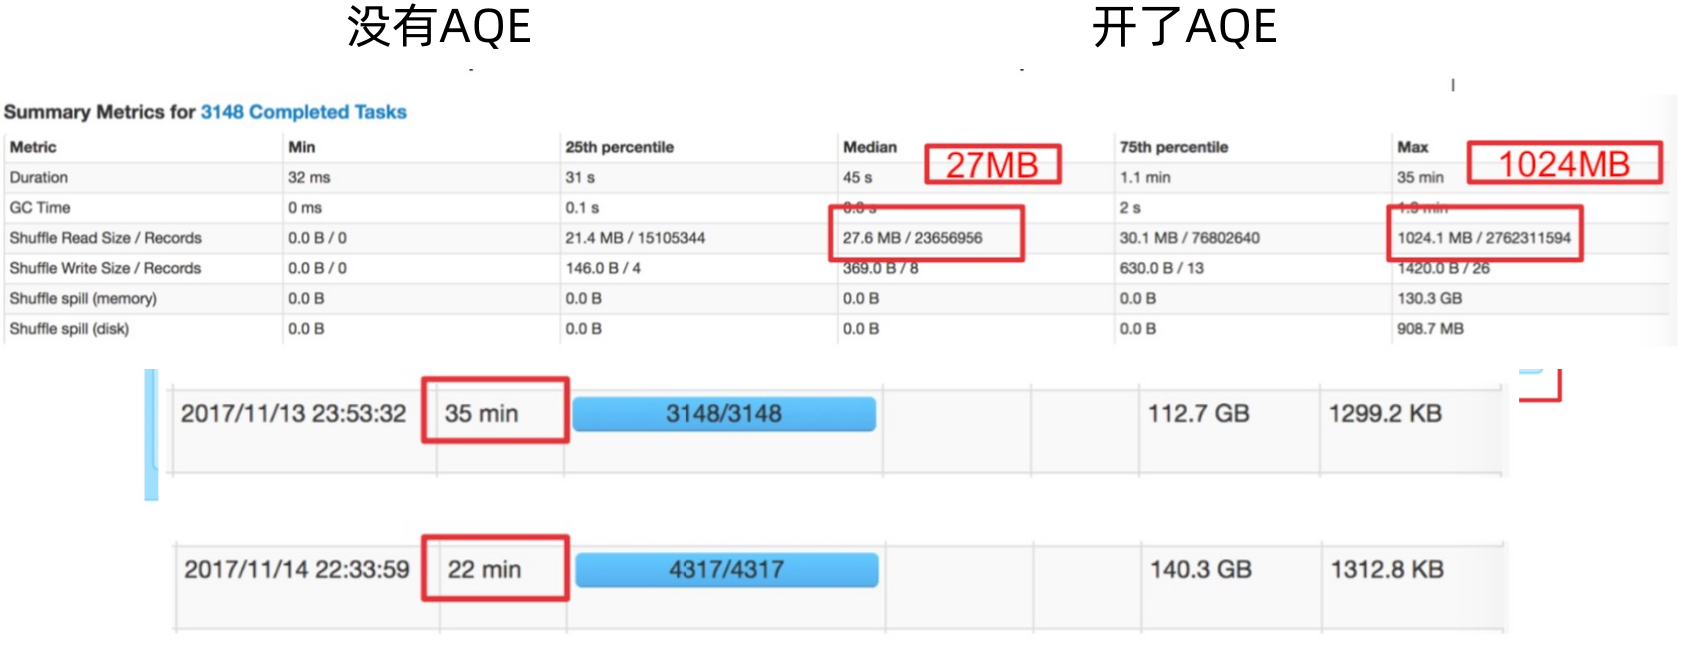 没有AQE
开了AQE
Summary Metrics for 3148 Completed Tasks
Metric Min 25th percentile Median 75th percentile Max
27MB 1024MB
Duration 32 ms 31 s 45 s 1.1 min 35 min
GC Time 0 ms 0.1 s 2 s
Shuffle Read Size / Records 0.0 B / 0 21.4 MB / 15105344 27.6 MB / 23656956 30.1 MB / 76802640 1024.1 MB / 2762311594
Shuffle Write Size / Records 0.0 B / 0 146.0 B / 4 369.0 B / 8 630.0 B / 13 1420.0 B / 26
Shuffle spill (memory) 0.0 B 0.0 B 0.0 B 0.0 B 130.3 GB
Shuffle spill (disk) 0.0 B 0.0 B 0.0 B 0.0 B 908.7 MB
2017/11/13 23:53:32 35 min 3148/3148 112.7 GB 1299.2 KB
2017/11/14 22:33:59 22 min 4317/4317 140.3 GB 1312.8 KB